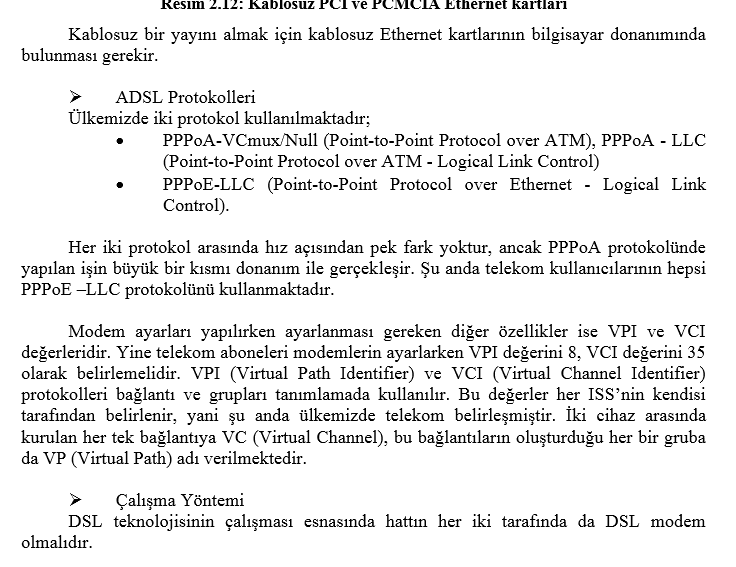 Resim 2.12: Kablosuz PCI ve PCMCIA Ethernet kartları
Kablosuz bir yayını almak için kablosuz Ethernet kartlarının bilgisayar donanımında
bulunması gerekir.
➢ ADSL Protokolleri
Ülkemizde iki protokol kullanılmaktadır;
• PPPoA-VCmux/Null (Point-to-Point Protocol over ATM), PPPoA - LLC
(Point-to-Point Protocol over ATM - Logical Link Control)
• PPPoE-LLC (Point-to-Point Protocol over Ethernet - Logical Link
Control).
Her iki protokol arasında hız açısından pek fark yoktur, ancak PPPoA protokolünde
yapılan işin büyük bir kısmı donanım ile gerçekleşir. Şu anda telekom kullanıcılarının hepsi
PPPoE –LLC protokolünü kullanmaktadır.
Modem ayarları yapılırken ayarlanması gereken diğer özellikler ise VPI ve VCI
değerleridir. Yine telekom aboneleri modemlerin ayarlarken VPI değerini 8, VCI değerini 35
olarak belirlemelidir. VPI (Virtual Path Identifier) ve VCI (Virtual Channel Identifier)
protokolleri bağlantı ve grupları tanımlamada kullanılır. Bu değerler her ISS’nin kendisi
tarafından belirlenir, yani şu anda ülkemizde telekom belirleşmiştir. İki cihaz arasında
kurulan her tek bağlantıya VC (Virtual Channel), bu bağlantıların oluşturduğu her bir gruba
da VP (Virtual Path) adı verilmektedir.
➢ Çalışma Yöntemi
DSL teknolojisinin çalışması esnasında hattın her iki tarafında da DSL modem
olmalıdır.